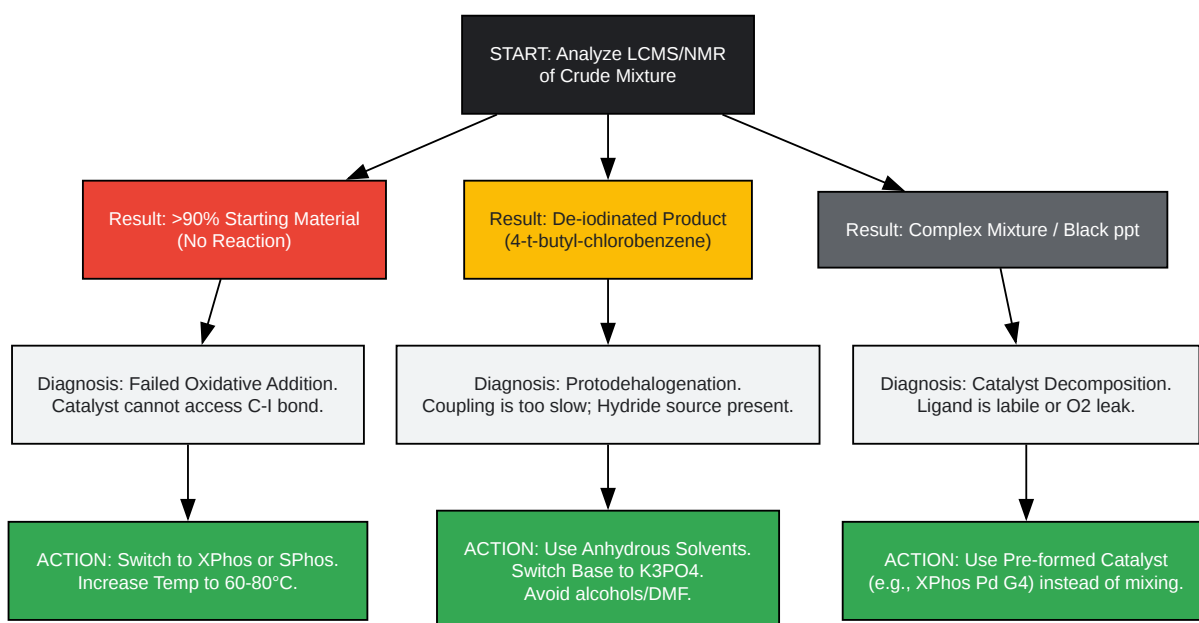 START: Analyze LCMS/NMR
of Crude Mixture
Result: >90% Starting Material
(No Reaction)
Result: De-iodinated Product
(4-t-butyl-chlorobenzene)
Result: Complex Mixture / Black ppt
Diagnosis: Failed Oxidative Addition.
Catalyst cannot access C-I bond.
Diagnosis: Protodehalogenation.
Coupling is too slow; Hydride source present.
Diagnosis: Catalyst Decomposition.
Ligand is labile or O2 leak.
ACTION: Switch to XPhos or SPhos.
Increase Temp to 60-80°C.
ACTION: Use Anhydrous Solvents.
Switch Base to K3PO4.
Avoid alcohols/DMF.
ACTION: Use Pre-formed Catalyst
(e.g., XPhos Pd G4) instead of mixing.